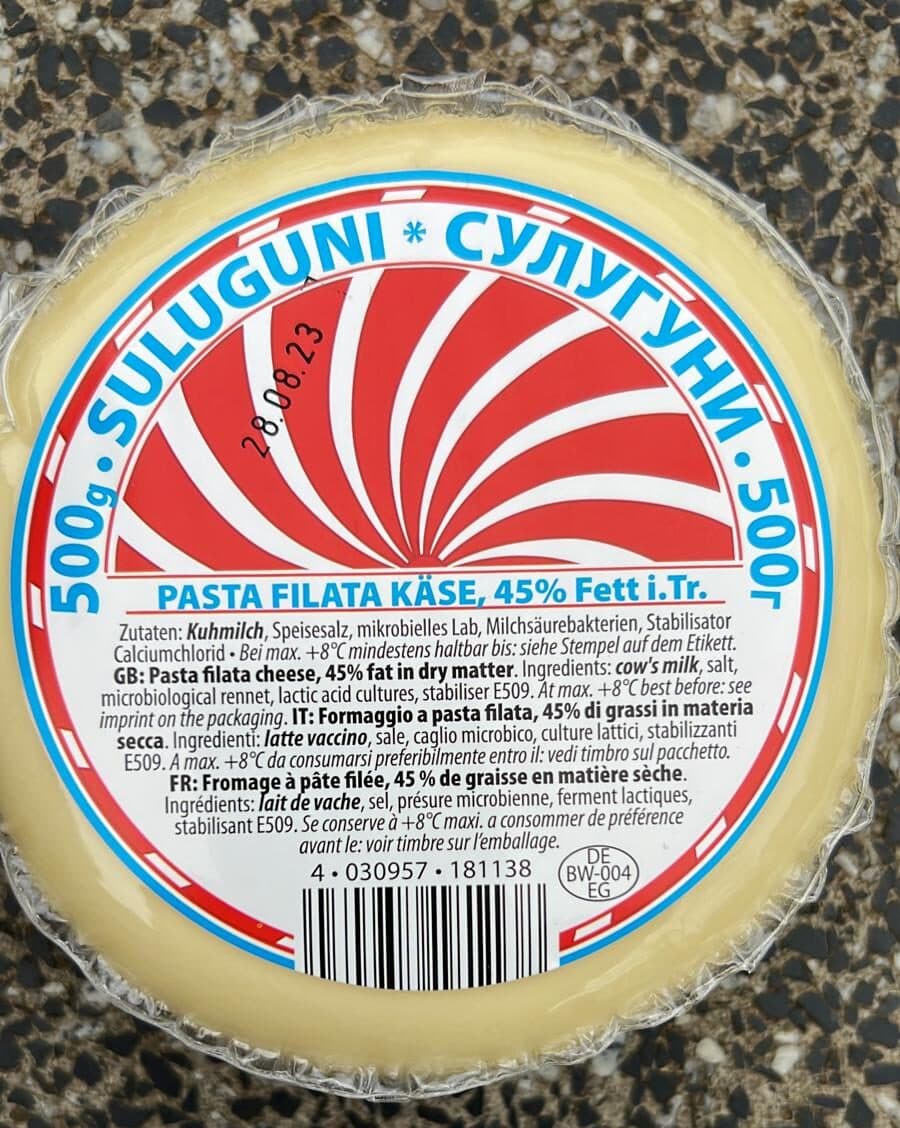 500g • SULUGUNI * СУЛУГУНИ • 500г
28.08.23
PASTA FILATA KÄSE, 45% Fett i.Tr.
Zutaten: Kuhmilch, Speisesalz, mikrobielles Lab, Milchsäurebakterien, Stabilisator
Calciumchlorid • Bei max. +8°C mindestens haltbar bis: siehe Stempel auf dem Etikett.
GB: Pasta filata cheese, 45% fat in dry matter. Ingredients: cow's milk, salt,
microbiological rennet, lactic acid cultures, stabiliser E509. At max. +8°C best before: see
imprint on the packaging. IT: Formaggio a pasta filata, 45% di grassi in materia
secca. Ingredienti: latte vaccino, sale, caglio microbico, culture lattici, stabilizzanti
E509. A max. +8°C da consumarsi preferibilmente entro il: vedi timbro sul pacchetto.
FR: Fromage à pâte filée, 45 % de graisse en matière sèche.
Ingrédients: lait de vache, sel, présure microbienne, ferment lactiques,
stabilisant E509. Se conserve à +8°C maxi. a consommer de préférence
avant le: voir timbre sur l'emballage.
4 • 030957 • 181138
DE
BW-004
EG